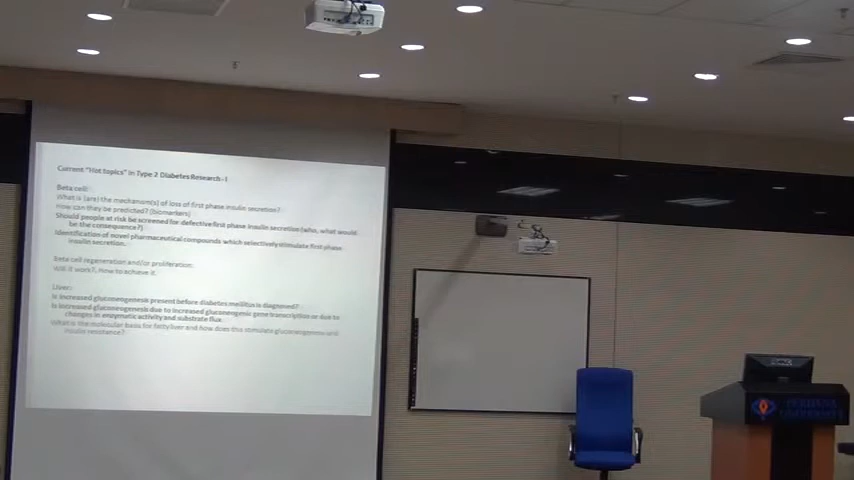 Current "Hot topics" in Type 2 Diabetes Research - I
Beta cell:
What is (are) the mechanism(s) of loss of first phase insulin secretion?
How can they be predicted? (biomarkers)
Should people at risk be screened for defective first phase insulin secretion (who, what would
be the consequence?)
Identification of novel pharmaceutical compounds which selectively stimulate first phase
insulin secretion.
Beta cell regeneration and/or proliferation:
Will it work?, How to achieve it.
Liver:
Is increased gluconeogenesis present before diabetes mellitus is diagnosed?
Is increased gluconeogenesis due to increased gluconeogenic gene transcription or due to
changes in enzymatic activity and substrate flux.
What is the molecular basis for fatty liver and how does this stimulate gluconeogenesis and
insulin resistance?
PERDANA
UNIVERSITY